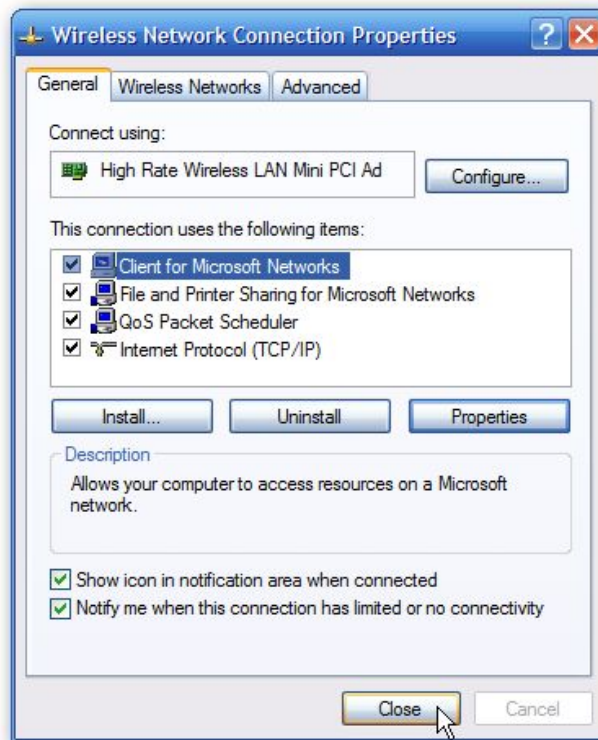 Wireless Network Connection Properties
General
Wireless Networks
Advanced
Connect using:
High Rate Wireless LAN Mini PCI Ad
Configure...
This connection uses the following items:
Client for Microsoft Networks
File and Printer Sharing for Microsoft Networks
QoS Packet Scheduler
Internet Protocol (TCP/IP)
Install...
Uninstall
Properties
Description
Allows your computer to access resources on a Microsoft
network.
Show icon in notification area when connected
Notify me when this connection has limited or no connectivity
Close
Cancel